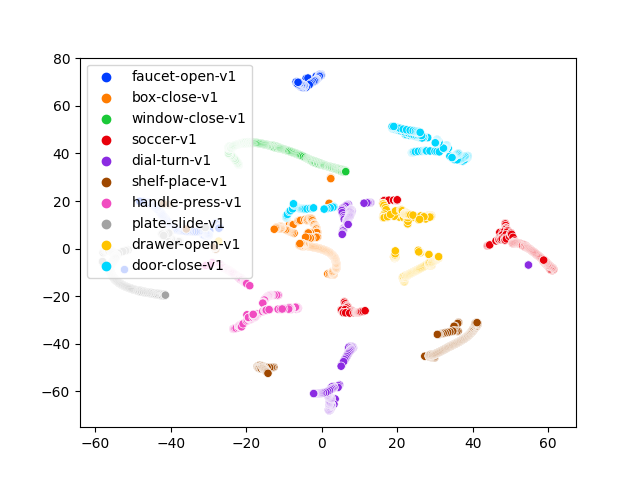 faucet-open-v1
box-close-v1
window-close-v1
soccer-v1
dial-turn-v1
shelf-place-v1
handle-press-v1
plate-slide-v1
drawer-open-v1
door-close-v1
80
60
40
20
0
−20
−40
−60
−60 −40 −20 0 20 40 60